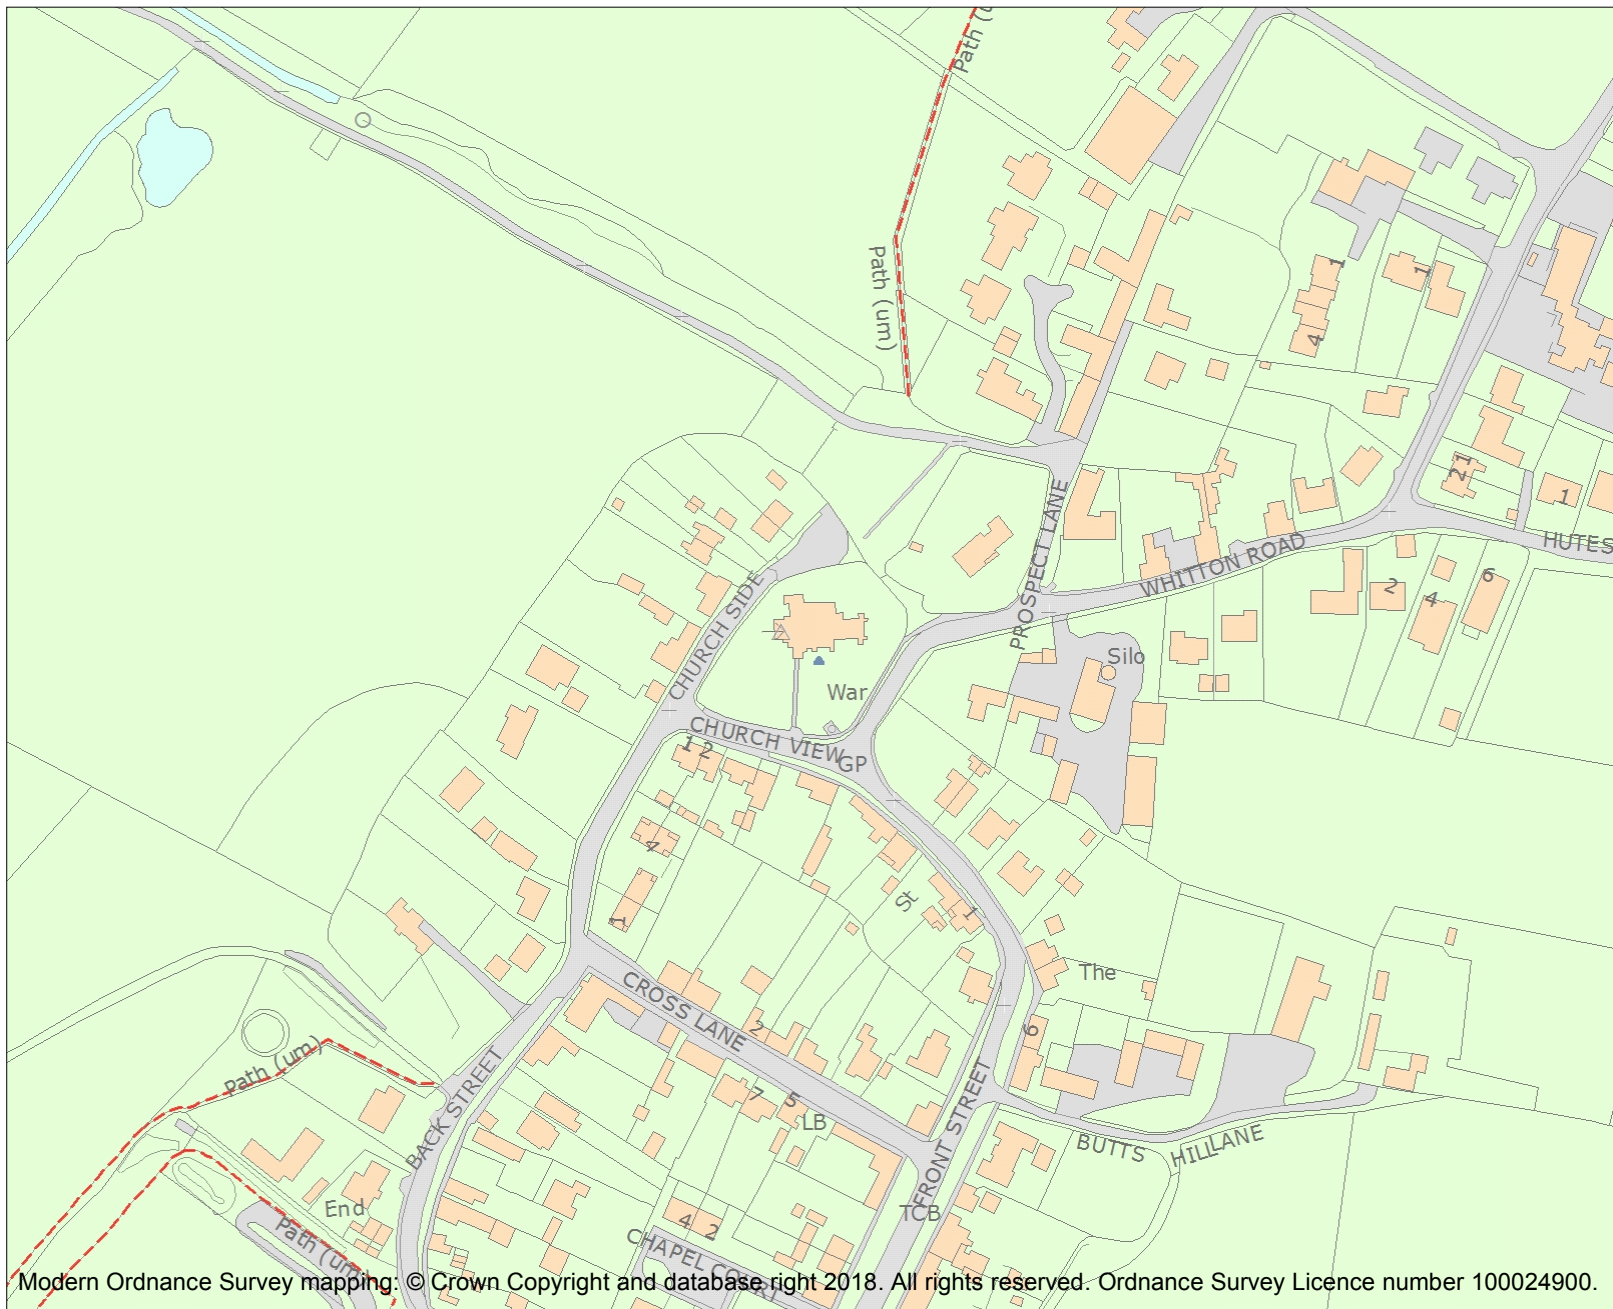 Path (u
Path (um)
1
1
4
21
2
1
PROSPECT LANE
WHITTON ROAD
HUTES
CHURCH SIDE
2
4
6
Silo
War
CHURCH VIEW
GP
1 2
4
1
St
1
The
CROSS LANE
2
6
Path (um)
BACK STREET
7
5
LB
FRONT STREET
BUTTS HILL LANE
End
TCB
4 2
CHAPEL COURT
Path (um)
Modern Ordnance Survey mapping: © Crown Copyright and database right 2018. All rights reserved. Ordnance Survey Licence number 100024900.